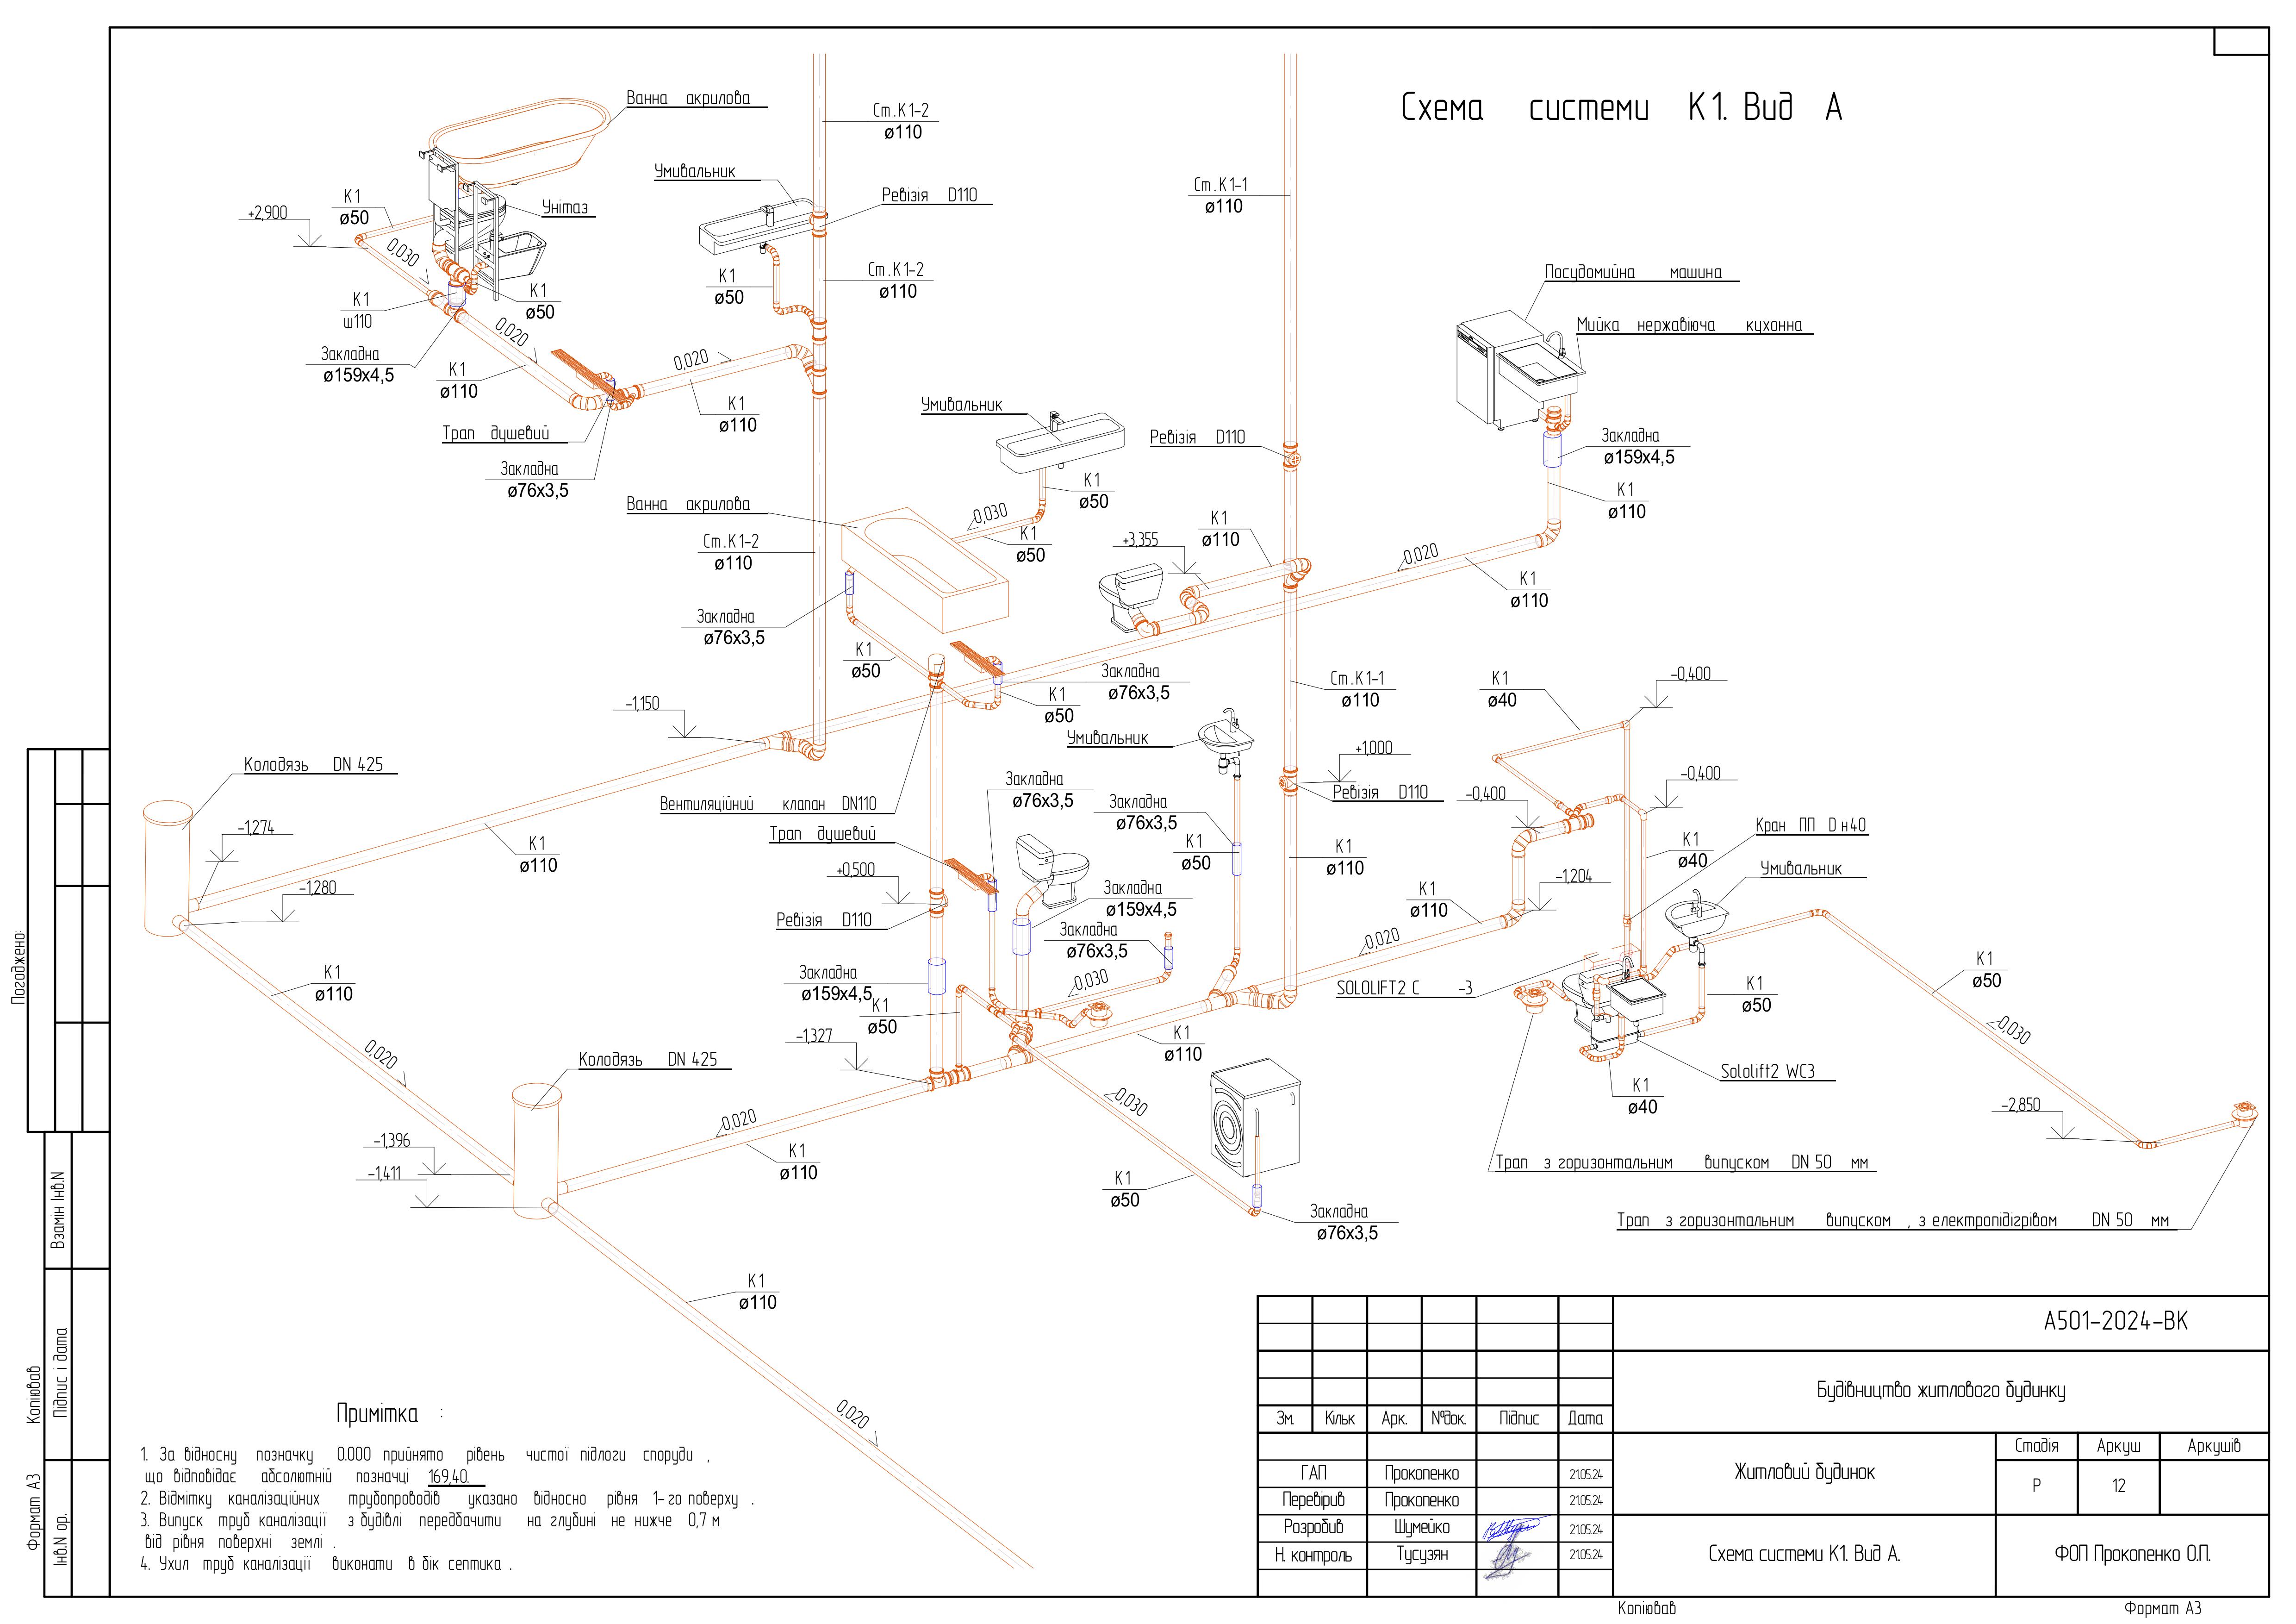 Схема системи К1. Вид А
Ванна акрилова
Ст.К1-2
ø110
Умивальник
Ревізія D110
Ст.К1-1
ø110
К1
ø50
+2,900
Унітаз
0,030
К1
ø50
Ст.К1-2
ø110
К1
ø50
К1
ш110
0,020
Закладна
ø159х4,5
К1
ø110
0,020
К1
ø110
Трап душевий
Закладна
ø76х3,5
Посудомийна машина
Мийка нержавіюча кухонна
Умивальник
Ревізія D110
Закладна
ø159х4,5
К1
ø50
К1
ø110
Ванна акрилова
0,030
К1
ø50
Ст.К1-2
ø110
К1
ø110
+3,355
0,020
К1
ø110
Закладна
ø76х3,5
К1
ø50
Закладна
ø76х3,5
К1
ø50
Ст.К1-1
ø110
К1
ø40
-0,400
-1,150
Умивальник
+1,000
Ревізія D110
-0,400
-0,400
Колодязь DN 425
Закладна
ø76х3,5
Вентиляційний клапан DN110
Закладна
ø76х3,5
Кран ПП Dн40
-1,274
Трап душевий
К1
ø110
К1
ø50
К1
ø110
К1
ø40
Умивальник
+0,500
-1,204
-1,280
Закладна
ø159х4,5
К1
ø110
Ревізія D110
Закладна
ø76х3,5
0,020
К1
ø110
Закладна
ø159х4,5
0,030
SOLOLIFT2 C -3
К1
ø50
К1
ø50
К1
ø50
0,030
-1,327
К1
ø110
0,020
Колодязь DN 425
Sololift2 WC3
К1
ø40
0,030
-2,850
0,020
-1,396
К1
ø110
-1,411
Трап з горизонтальним випуском DN 50 мм
К1
ø50
Закладна
ø76х3,5
Трап з горизонтальним випуском , з електропідігрівом DN 50 мм
К1
ø110
0,020
Примітка :
1. За відносну позначку 0.000 прийнято рівень чистої підлоги споруди ,
що відповідає абсолютній позначці 169,40.
2. Відмітку каналізаційних трубопроводів указано відносно рівня 1-го поверху .
3. Випуск труб каналізації з будівлі передбачити на глубині не нижче 0,7 м
від рівня поверхні землі .
4. Ухил труб каналізації виконати в бік септика .
А501-2024-ВК
Будівництво житлового будинку
Зм. Кільк Арк. №док. Підпис Дата
Житловий будинок
Стадія Аркуш Аркушів
Р 12
ГАП Прокопенко 21.05.24
Перевірив Прокопенко 21.05.24
Розробив Шумейко 21.05.24
Н. контроль Тусузян 21.05.24
Схема системи К1. Вид А.
ФОП Прокопенко О.П.
Копіював
Формат А3
Погоджено:
Взамін Інв.N
Підпис і дата
Інв.N ор.
Копіював
Формат А3